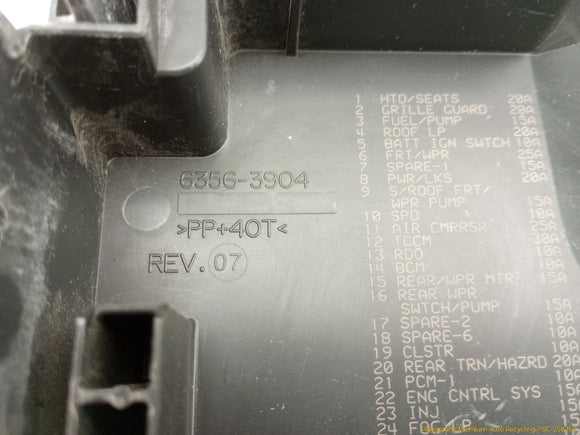 6356-3904
>PP+40T<
REV. 07
1 HTD/SEATS 20A
2 GRILLE GUARD 20A
3 FUEL/PUMP 15A
4 ROOF LP 20A
5 BATT IGN SWTCH 10A
6 FRT/WPR 25A
7 SPARE-1 15A
8 PWR/LKS 20A
9 S/ROOF FRT/
WPR PUMP 15A
10 SPD 10A
11 AIR CMPRSR 25A
12 TCCM 30A
13 RDO 10A
14 BCM 10A
15 REAR/WPR MTR 15A
16 REAR WPR
SWTCH/PUMP 15A
17 SPARE-2 10A
18 SPARE-6 10A
19 CLSTR 10A
20 REAR TRN/HAZRD 20A
21 PCM-1
22 ENG CNTRL SYS 15A
23 INJ 15A
24 FOG LP